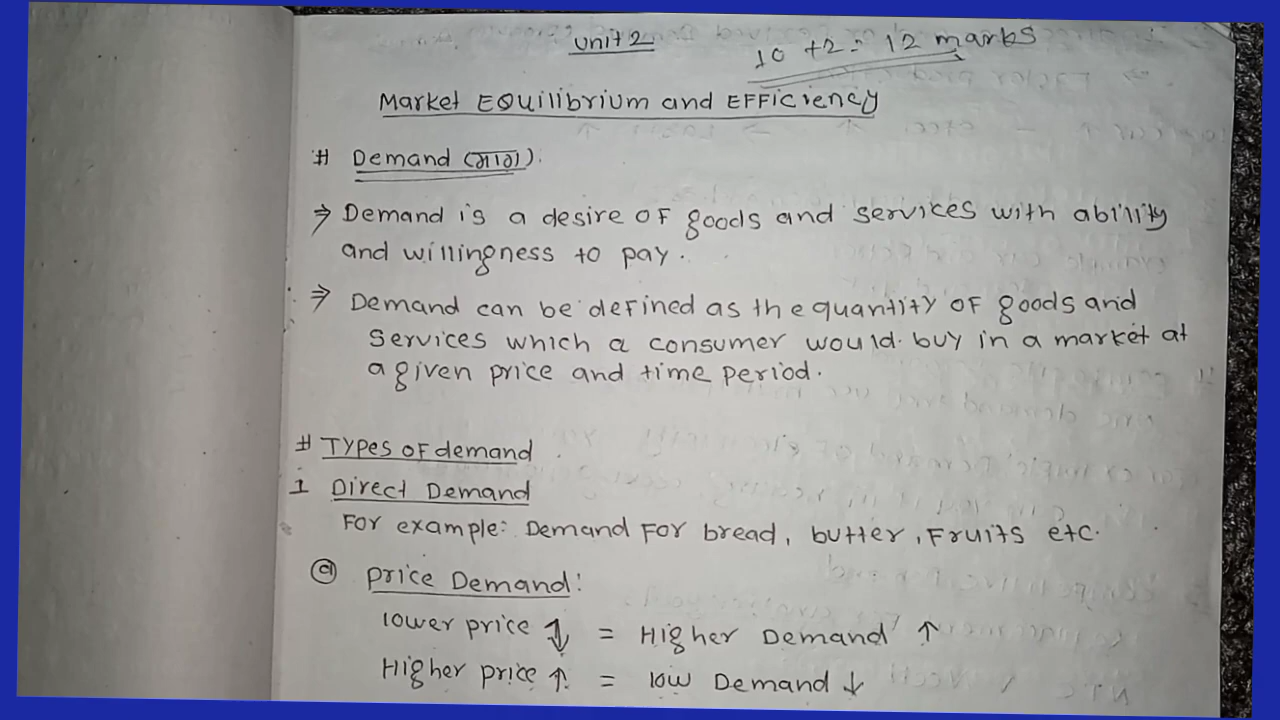 Unit 2
10 + 2 = 12 marks
Market Equilibrium and Efficiency
# Demand (माग).
⇒ Demand is a desire of goods and services with ability
and willingness to pay.
⇒ Demand can be defined as the quantity of goods and
Services which a consumer would buy in a market at
a given price and time period.
# Types of demand
1 Direct Demand
For example: Demand for bread, butter, Fruits etc.
ⓐ Price Demand:
lower price ↓ = Higher Demand ↑
Higher price ↑ = low Demand ↓